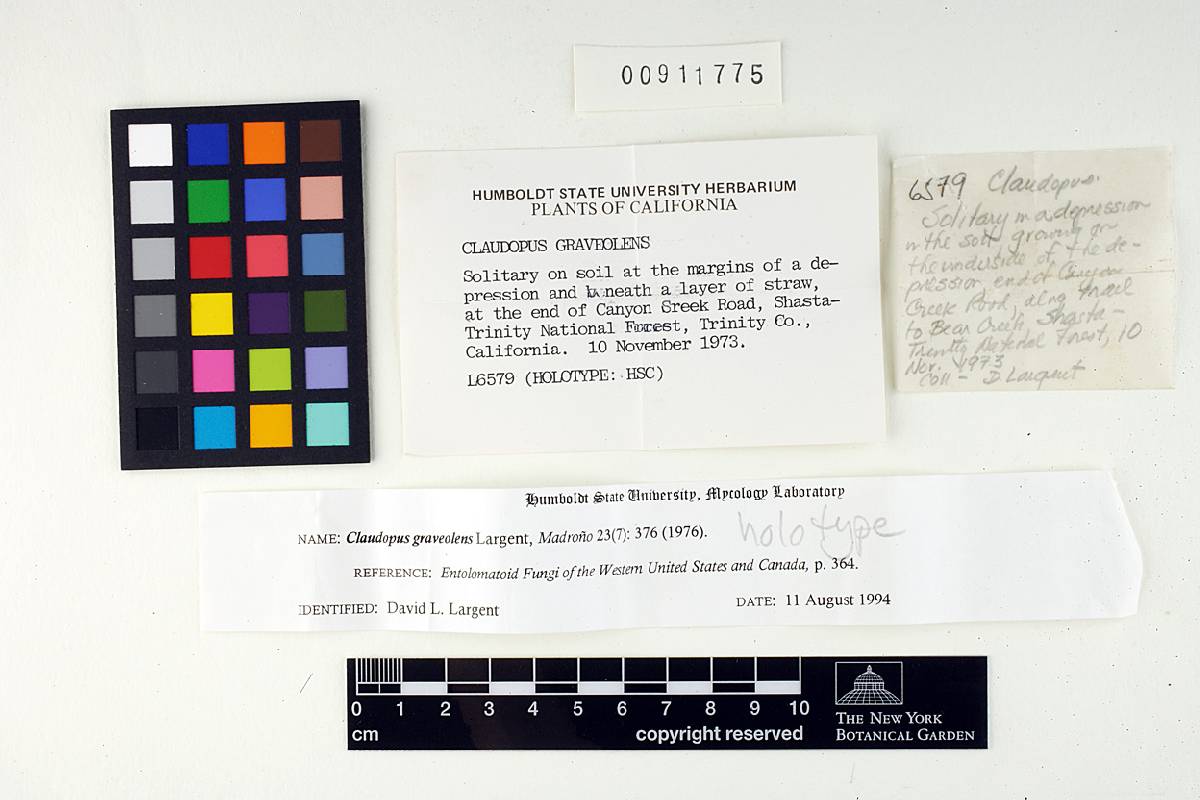 00911775
HUMBOLDT STATE UNIVERSITY HERBARIUM
PLANTS OF CALIFORNIA
CLAUDOPUS GRAVEOLENS
Solitary on soil at the margins of a de-
pression and beneath a layer of straw,
at the end of Canyon Sreek Road, Shasta-
Trinity National Forest, Trinity Co.,
California. 10 November 1973.
L6579 (HOLOTYPE: HSC)
6579 Claudopus.
Solitary in a depression
in the soil growing on
the underside of the de-
pression end of Canyon
Creek Road, along trail
to Bear Creek, Shasta-
Trinity National Forest, 10
Nov. 1973
Coll - D Largent
Humboldt State University, Mycology Laboratory
NAME: Claudopus graveolens Largent, Madroño 23(7): 376 (1976).
holotype
REFERENCE: Entolomatoid Fungi of the Western United States and Canada, p. 364.
IDENTIFIED: David L. Largent
DATE: 11 August 1994
0 1 2 3 4 5 6 7 8 9 10
cm
copyright reserved
THE NEW YORK
BOTANICAL GARDEN